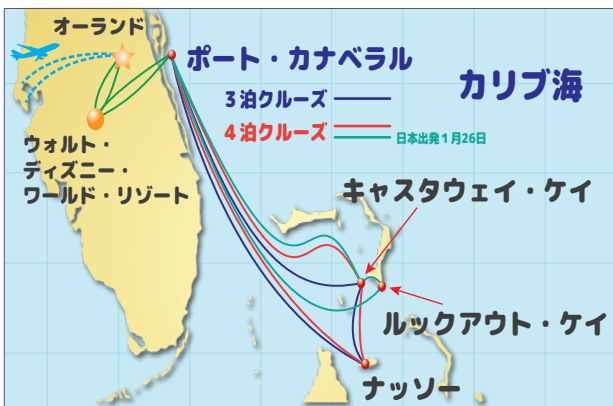 オーランド
ポート・カナベラル
カリブ海
3泊クルーズ
4泊クルーズ
日本出発1月26日
ウォルト・
ディズニー・
ワールド・リゾート
キャスタウェイ・ケイ
ルックアウト・ケイ
ナッソー